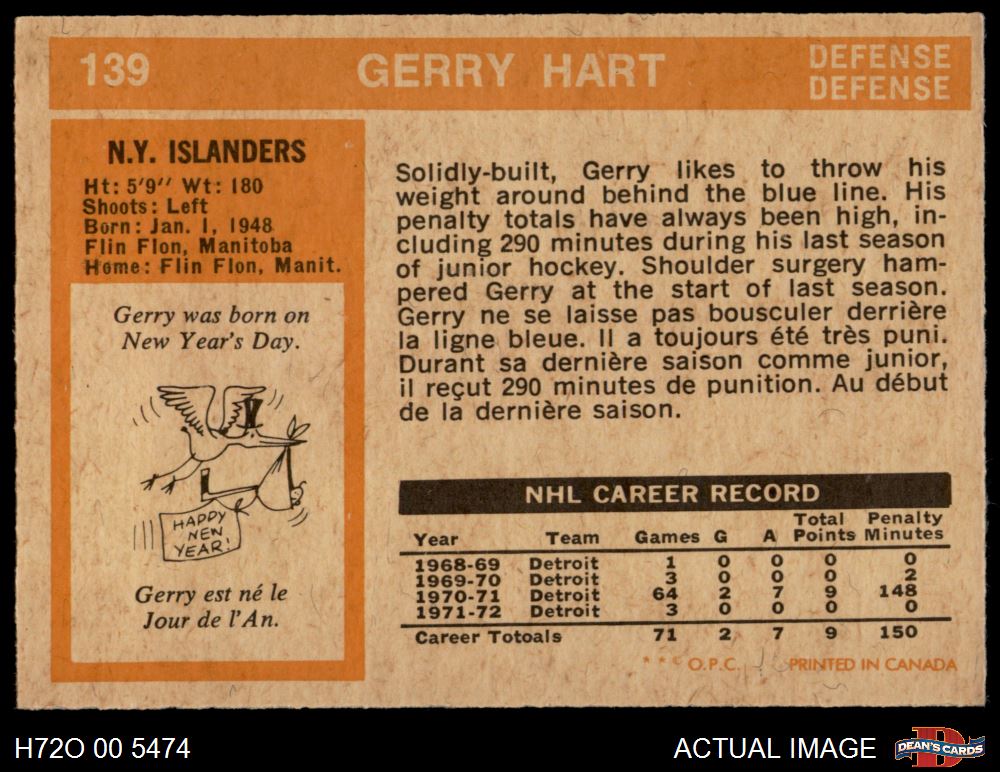 139 GERRY HART DEFENSE
DEFENSE
N.Y. ISLANDERS
Ht: 5'9'' Wt: 180
Shoots: Left
Born: Jan. 1, 1948
Flin Flon, Manitoba
Home: Flin Flon, Manit.
Gerry was born on
New Year's Day.
HAPPY
NEW
YEAR!
Gerry est né le
Jour de l'An.
Solidly-built, Gerry likes to throw his
weight around behind the blue line. His
penalty totals have always been high, in-
cluding 290 minutes during his last season
of junior hockey. Shoulder surgery ham-
pered Gerry at the start of last season.
Gerry ne se laisse pas bousculer derrière
la ligne bleue. Il a toujours été très puni.
Durant sa dernière saison comme junior,
il reçut 290 minutes de punition. Au début
de la dernière saison.
NHL CAREER RECORD
Year Team Games G A Total Points Penalty Minutes
1968-69 Detroit 1 0 0 0 0
1969-70 Detroit 3 0 0 0 2
1970-71 Detroit 64 2 7 9 148
1971-72 Detroit 3 0 0 0 0
Career Totoals 71 2 7 9 150
* * © O.P.C. PRINTED IN CANADA
H72O 00 5474 ACTUAL IMAGE DEAN'S CARDS